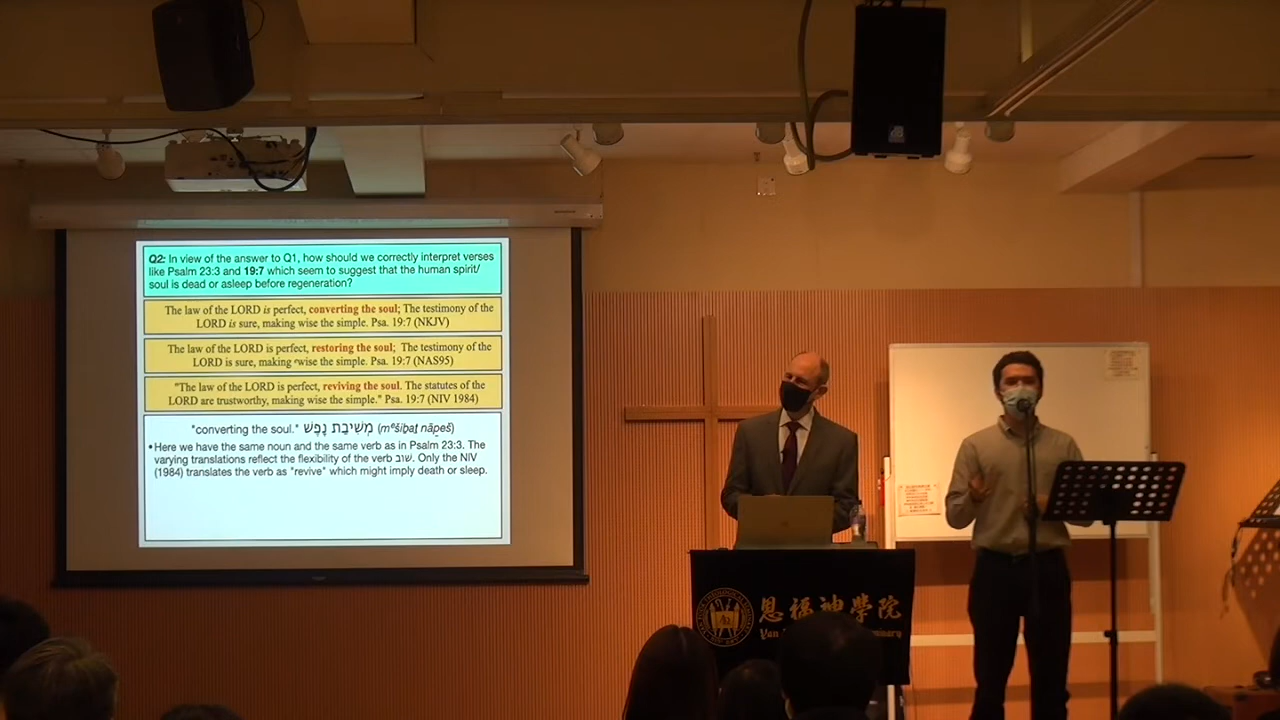 Q2: In view of the answer to Q1, how should we correctly interpret verses
like Psalm 23:3 and 19:7 which seem to suggest that the human spirit/
soul is dead or asleep before regeneration?
The law of the LORD is perfect, converting the soul; The testimony of the
LORD is sure, making wise the simple. Psa. 19:7 (NKJV)
The law of the LORD is perfect, restoring the soul; The testimony of the
LORD is sure, making wise the simple. Psa. 19:7 (NAS95)
"The law of the LORD is perfect, reviving the soul. The statutes of the
LORD are trustworthy, making wise the simple." Psa. 19:7 (NIV 1984)
"converting the soul." מְשִׁיבַת נָפֶשׁ (mᵉšîḇaṯ nāp̄eš)
•Here we have the same noun and the same verb as in Psalm 23:3. The
varying translations reflect the flexibility of the verb שׁוּב. Only the NIV
(1984) translates the verb as "revive" which might imply death or sleep.
恩福神學院